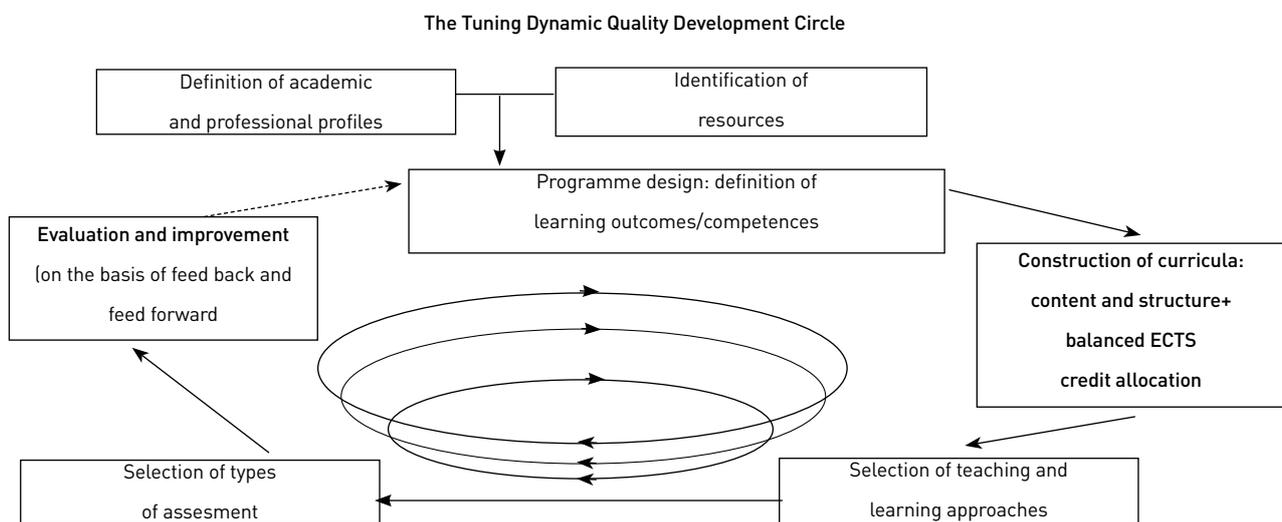 The Tuning Dynamic Quality Development Circle
Definition of academic
and professional profiles
Identification of
resources
Programme design: definition of
learning outcomes/competences
Evaluation and improvement
(on the basis of feed back and
feed forward
Construction of curricula:
content and structure+
balanced ECTS
credit allocation
Selection of types
of assesment
Selection of teaching and
learning approaches